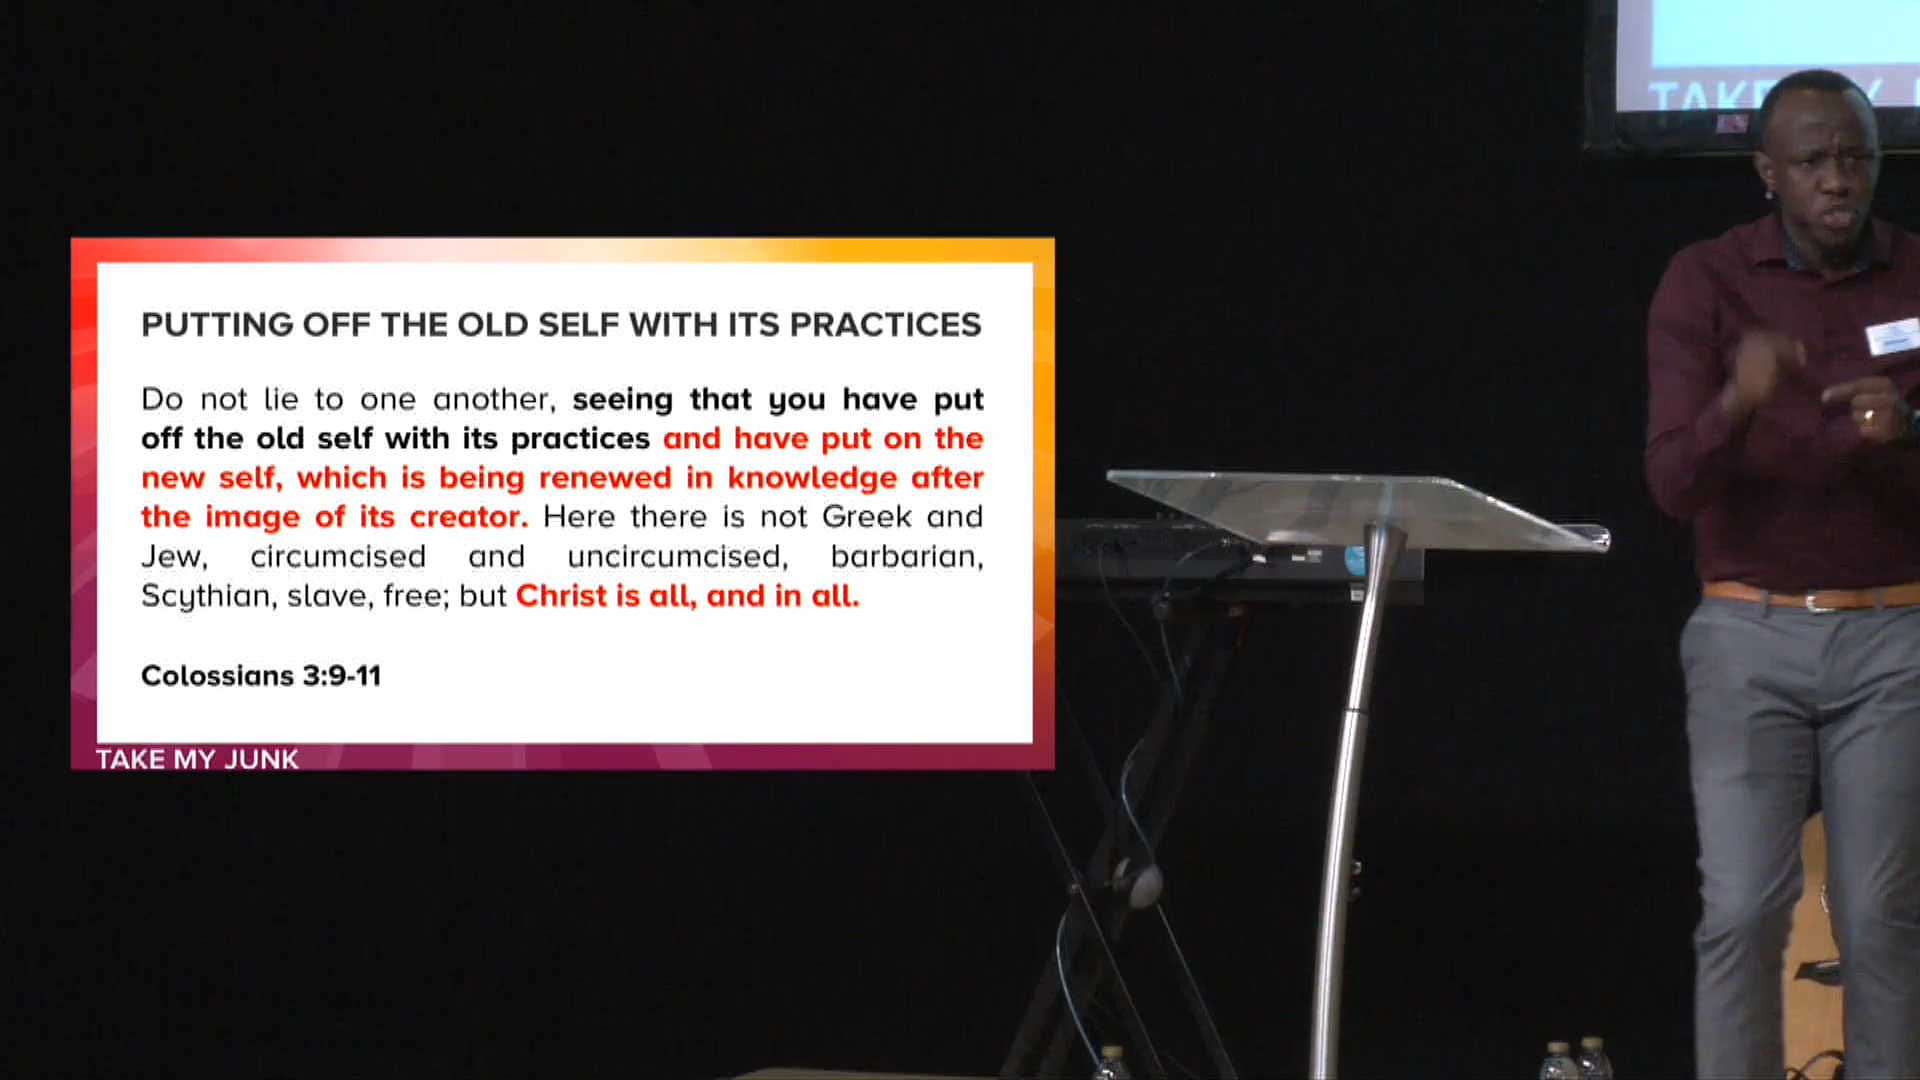 TAKE MY
PUTTING OFF THE OLD SELF WITH ITS PRACTICES
Do not lie to one another, seeing that you have put
off the old self with its practices and have put on the
new self, which is being renewed in knowledge after
the image of its creator. Here there is not Greek and
Jew, circumcised and uncircumcised, barbarian,
Scythian, slave, free; but Christ is all, and in all.
Colossians 3:9-11
TAKE MY JUNK